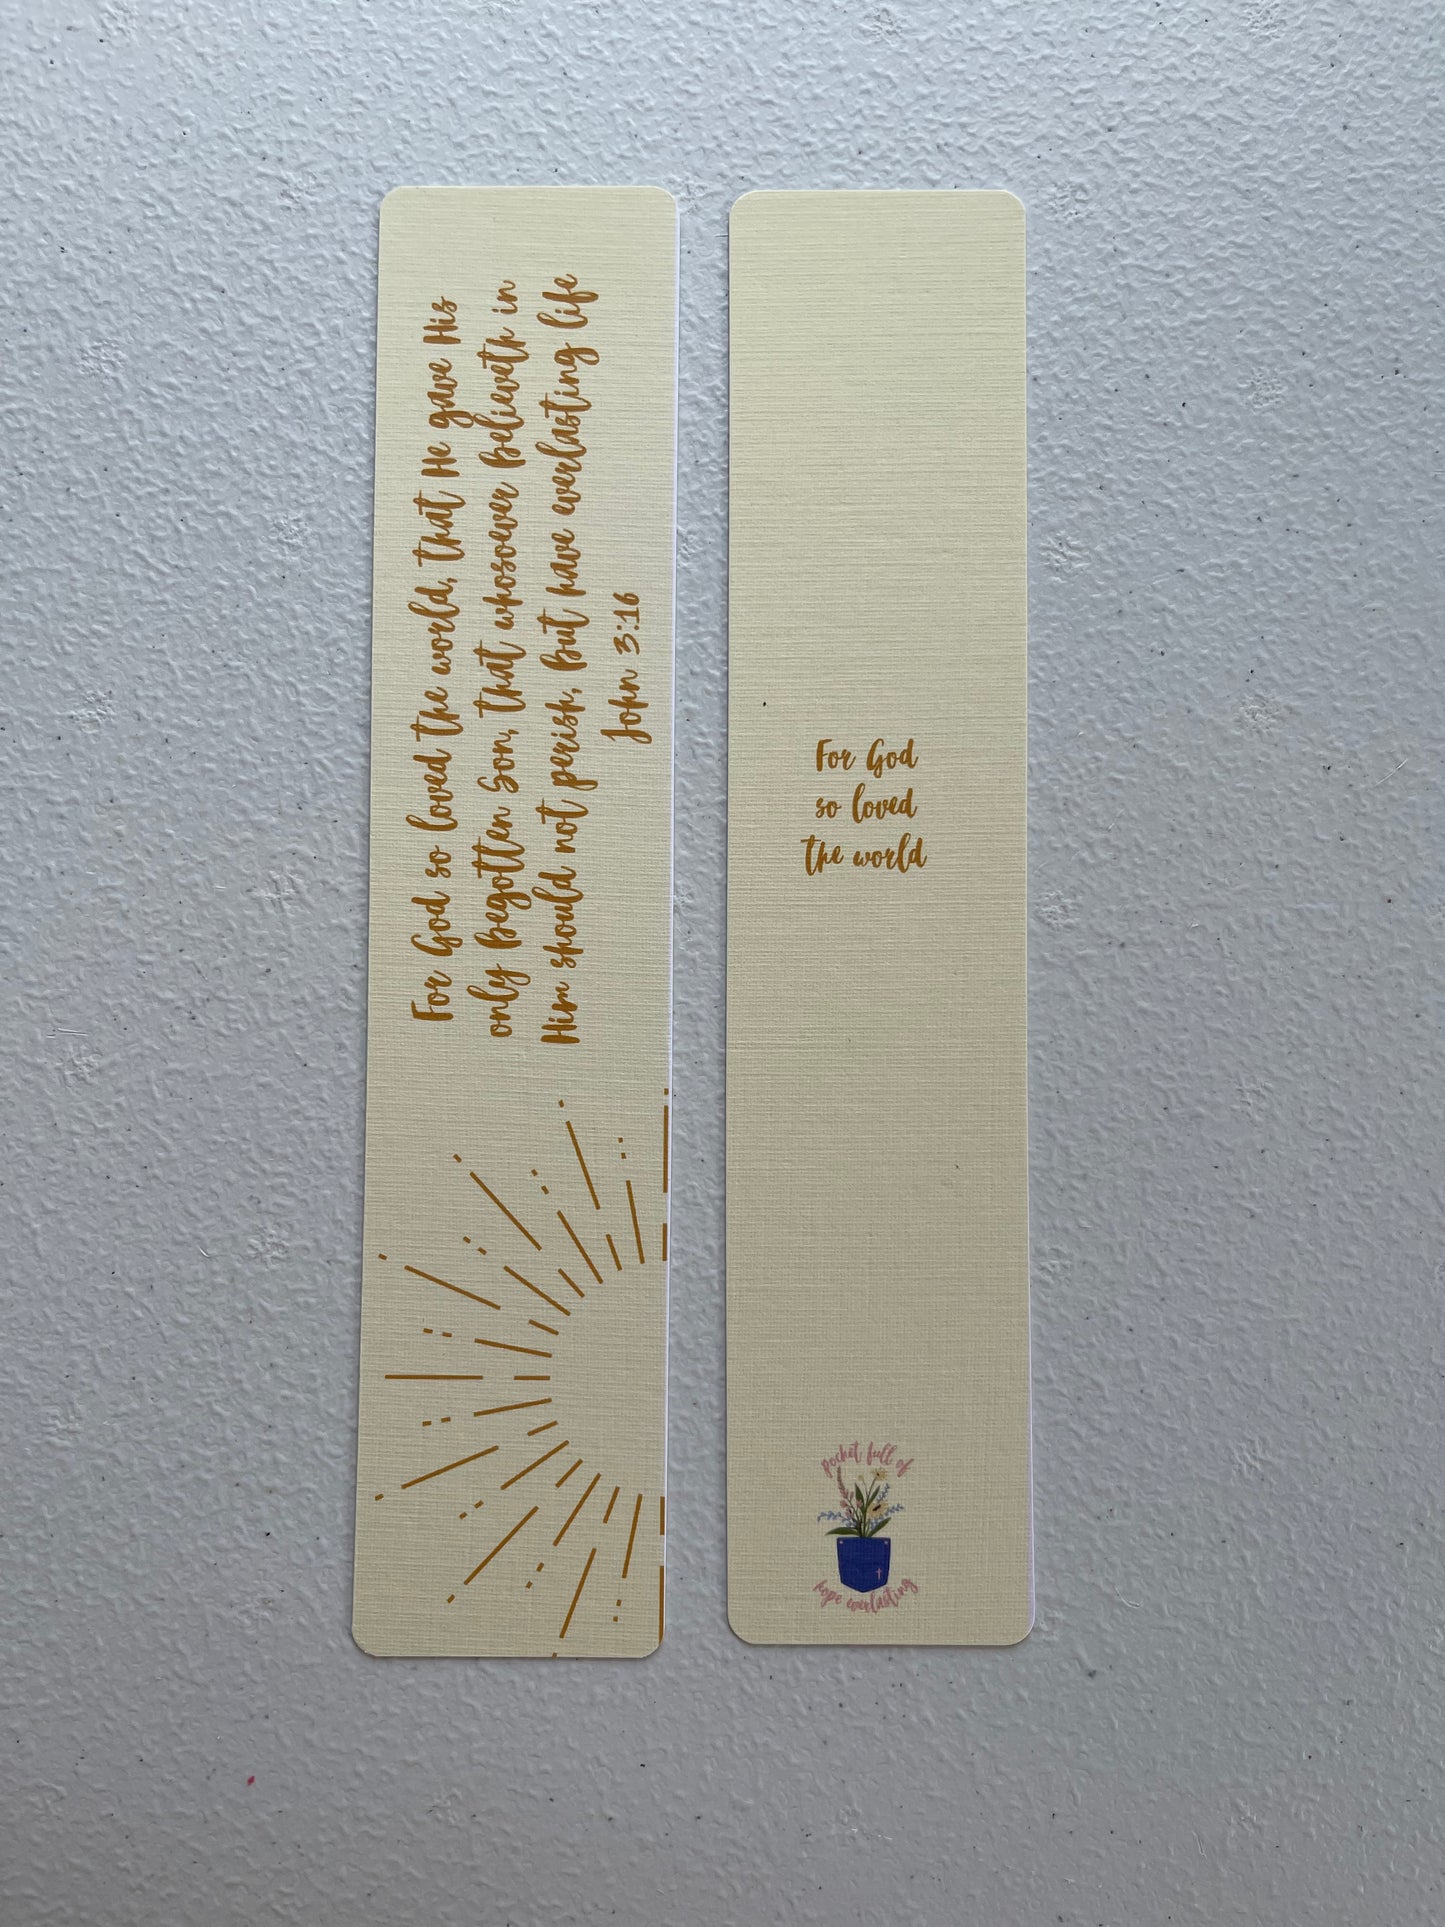 For God so loved the world, that He gave His
only Begotten Son, that whosoever Believeth in
Him should not perish, But have everlasting life
John 3:16
For God
so loved
the world
pocket full of
hope everlasting